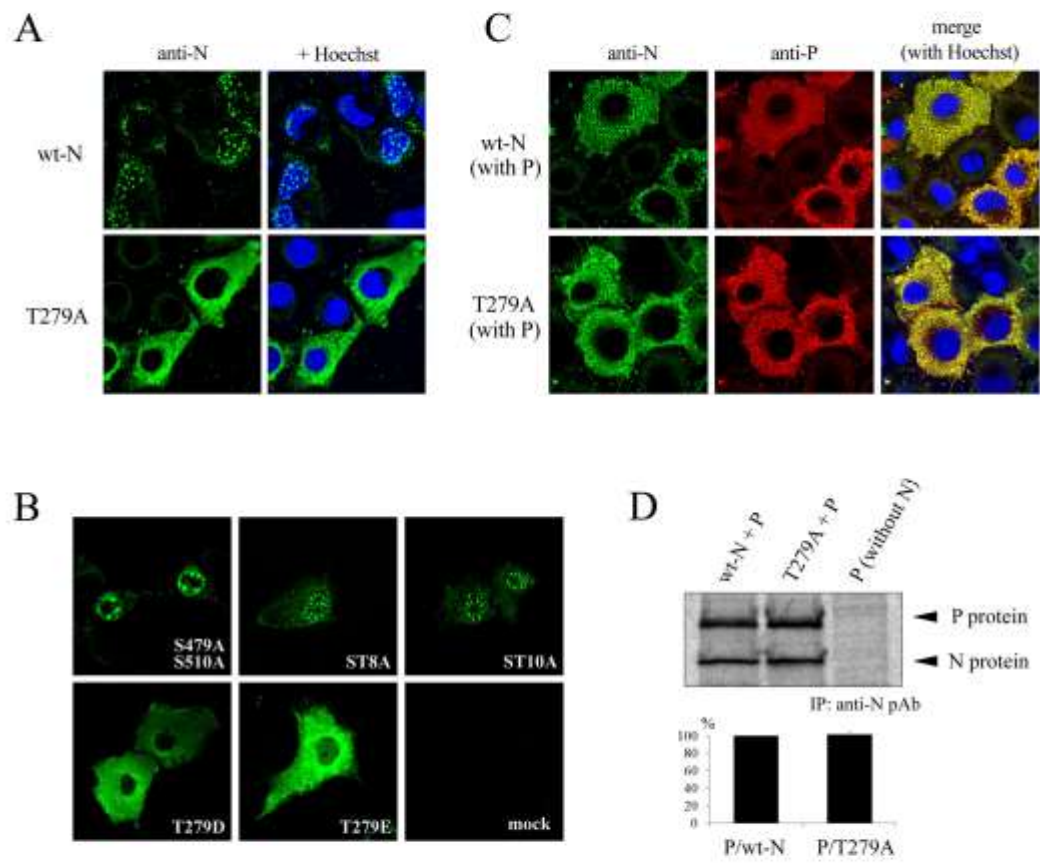 A
anti-N
+ Hoechst
wt-N
T279A
C
anti-N
anti-P
merge
(with Hoechst)
wt-N
(with P)
T279A
(with P)
B
S479A
S510A
ST8A
ST10A
T279D
T279E
mock
D
wt-N + P
T279A + P
P (without N)
P protein
N protein
IP: anti-N pAb
%
100
80
60
40
20
0
P/wt-N
P/T279A